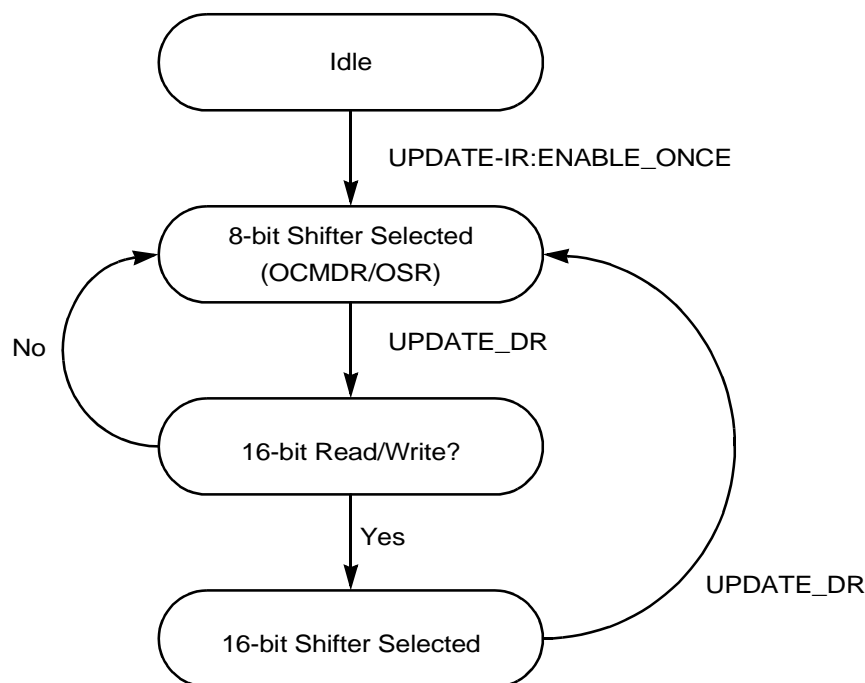 Idle
UPDATE-IR:ENABLE_ONCE
8-bit Shifter Selected
(OCMDR/OSR)
UPDATE_DR
No
16-bit Read/Write?
Yes
UPDATE_DR
16-bit Shifter Selected